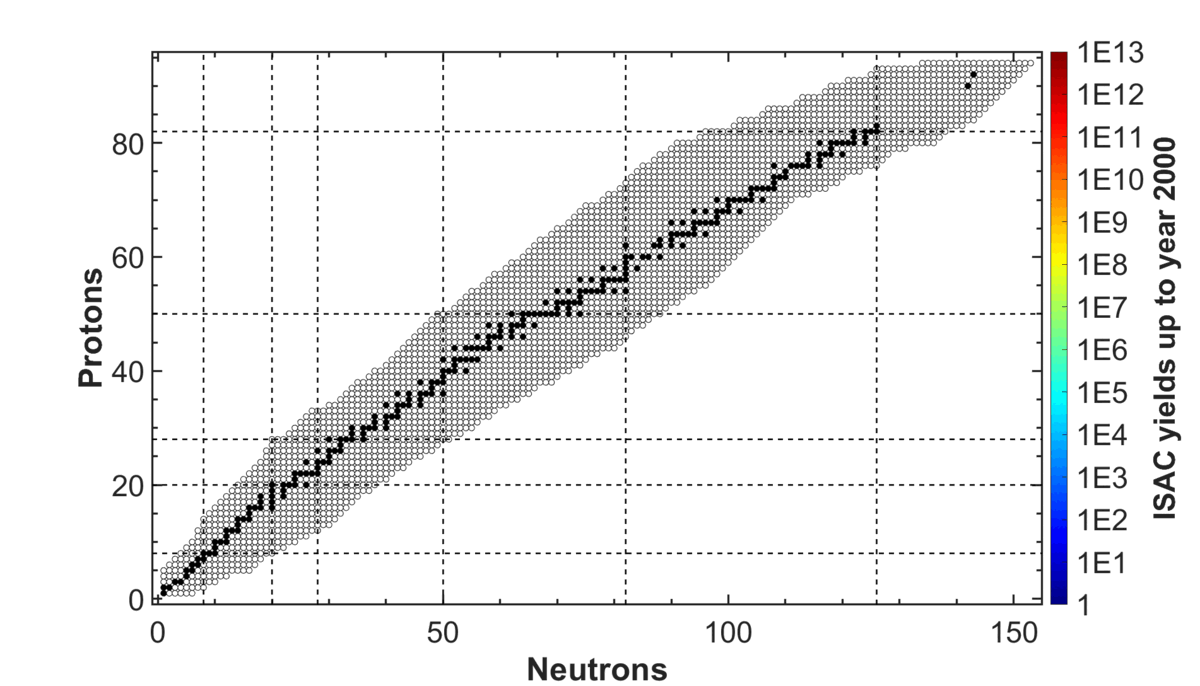 1E13
1E12
1E11
1E10
1E9
1E8
1E7
1E6
1E5
1E4
1E3
1E2
1E1
1
ISAC yields up to year 2000
80
60
40
20
0
Protons
0 50 100 150
Neutrons